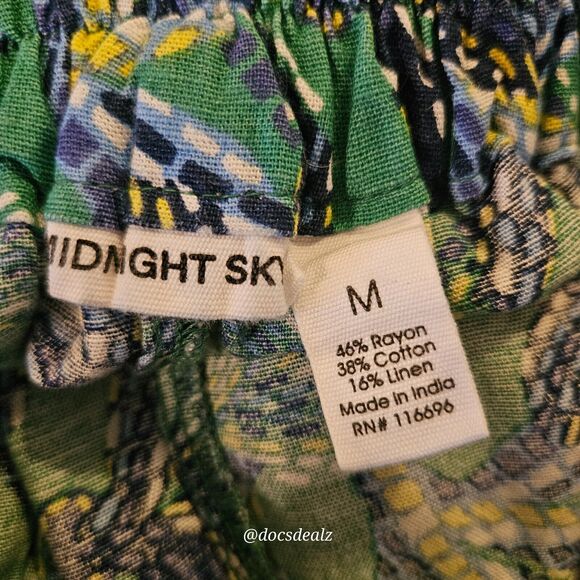 MIDNIGHT SKY
M
46% Rayon
38% Cotton
16% Linen
Made in India
RN# 116696
@docsdealz